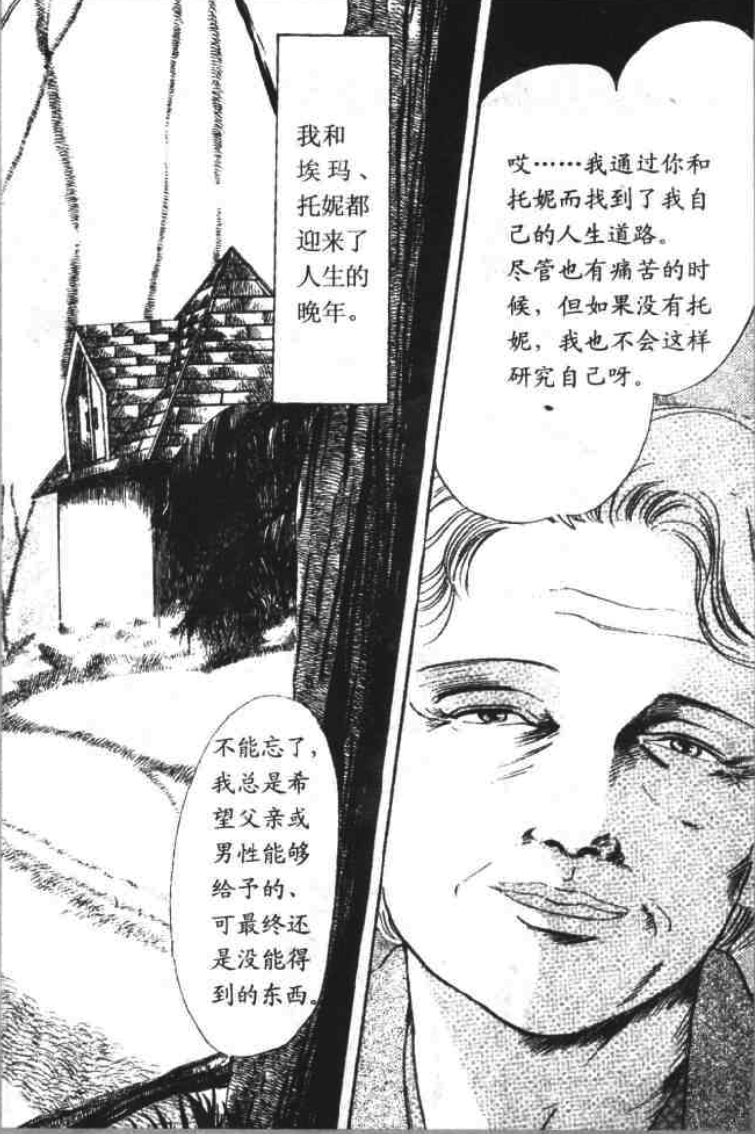 我和
埃玛、
托妮都
迎来了
人生的
晚年。
不能忘了，
我总是希
望父亲或
男性能够
给予的、
可最终还
是没能得
到的东西。
哎……我通过你和
托妮而找到了我自
己的人生道路。
尽管也有痛苦的时
候，但如果没有托
妮，我也不会这样
研究自己呀。